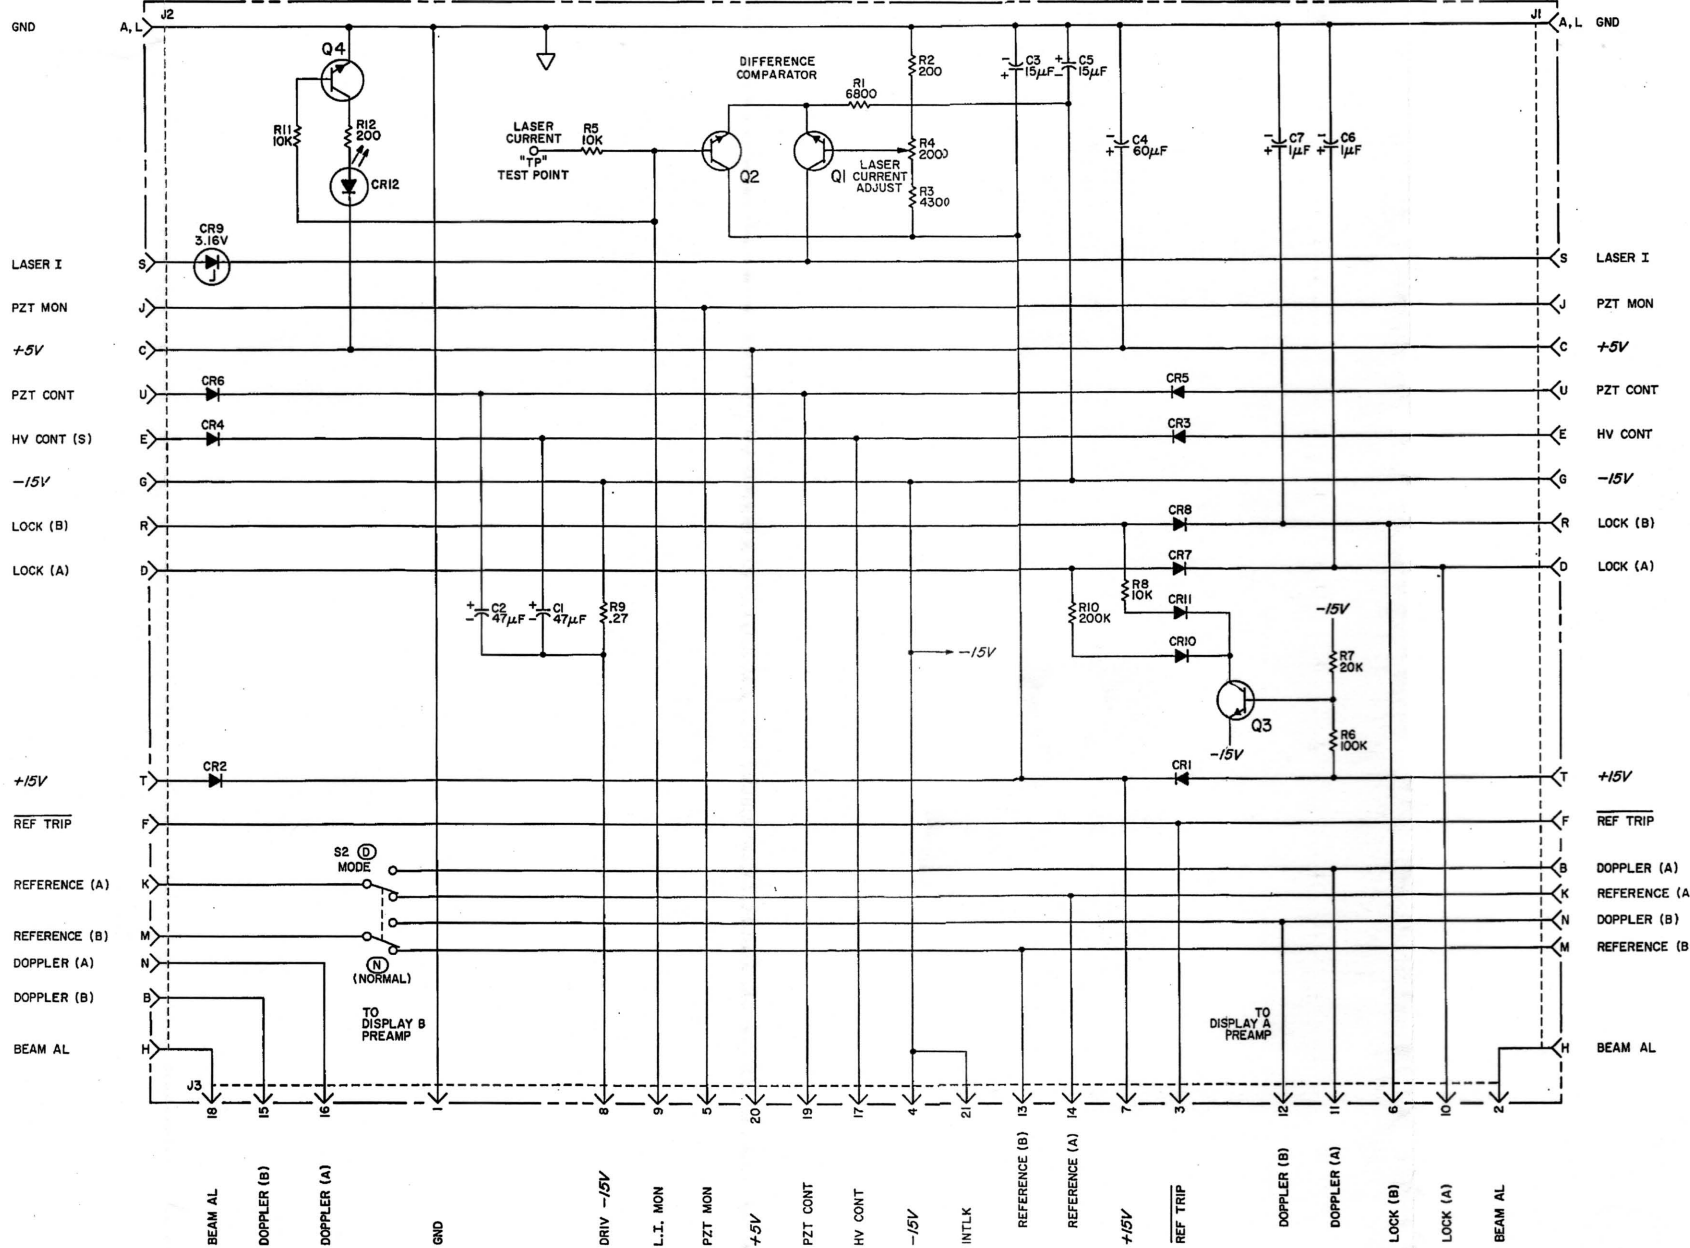 J2
J1
GND
A,L
A,L
GND
Q4
DIFFERENCE
COMPARATOR
R1
6800
R2
200
C3
15µF
C5
15µF
R11
10K
R12
200
CR12
LASER
CURRENT
"TP"
TEST POINT
R5
10K
Q2
Q1
LASER
CURRENT
ADJUST
R4
2000
R3
4300
C4
60µF
C7
1µF
C6
1µF
CR9
3.16V
LASER I
S
S
LASER I
PZT MON
J
J
PZT MON
+5V
C
C
+5V
PZT CONT
U
CR6
CR5
U
PZT CONT
HV CONT (S)
E
CR4
CR3
E
HV CONT
-15V
G
G
-15V
LOCK (B)
R
CR8
R
LOCK (B)
LOCK (A)
D
CR7
D
LOCK (A)
C2
47µF
C1
47µF
R9
.27
R10
200K
R8
10K
CR11
CR10
-15V
-15V
R7
20K
Q3
R6
100K
-15V
+15V
T
CR2
CR1
T
+15V
REF TRIP
F
F
REF TRIP
S2 D
MODE
B
DOPPLER (A)
REFERENCE (A)
K
K
REFERENCE (A
N
DOPPLER (B)
REFERENCE (B)
M
M
REFERENCE (B
N
(NORMAL)
DOPPLER (A)
N
DOPPLER (B)
B
TO
DISPLAY B
PREAMP
TO
DISPLAY A
PREAMP
BEAM AL
H
H
BEAM AL
J3
18
15
16
1
8
9
5
20
19
17
4
21
13
14
7
3
12
11
6
10
2
BEAM AL
DOPPLER (B)
DOPPLER (A)
GND
DRIV -15V
L.I. MON
PZT MON
+5V
PZT CONT
HV CONT
-15V
INTLK
REFERENCE (B)
REFERENCE (A)
+15V
REF TRIP
DOPPLER (B)
DOPPLER (A)
LOCK (B)
LOCK (A)
BEAM AL